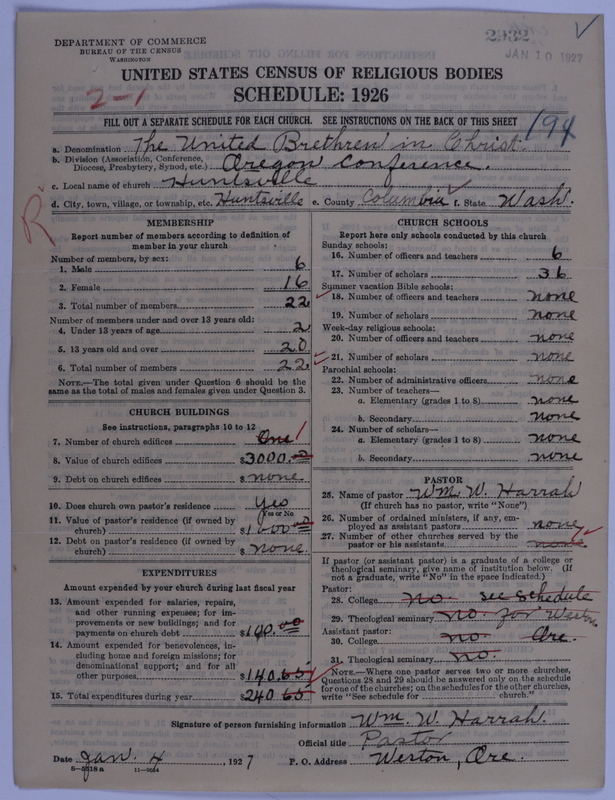 DEPARTMENT OF COMMERCE
BUREAU OF THE CENSUS
WASHINGTON
2932
JAN 10 1927
UNITED STATES CENSUS OF RELIGIOUS BODIES
2-1
SCHEDULE: 1926
FILL OUT A SEPARATE SCHEDULE FOR EACH CHURCH. SEE INSTRUCTIONS ON THE BACK OF THIS SHEET
194
a. Denomination The United Brethren in Christ.
b. Division (Association, Conference, Diocese, Presbytery, Synod, etc.) Oregon Conference.
c. Local name of church Huntsville
d. City, town, village, or township, etc. Huntsville e. County Columbia f. State Wash.
R
MEMBERSHIP
Report number of members according to definition of
member in your church
Number of members, by sex:
1. Male 6
2. Female 16
3. Total number of members 22
Number of members under and over 13 years old:
4. Under 13 years of age 2
5. 13 years old and over 20
6. Total number of members 22
NOTE.—The total given under Question 6 should be
same as the total of males and females given under Question 3.
CHURCH BUILDINGS
See instructions, paragraphs 10 to 12
7. Number of church edifices One 1
8. Value of church edifices $3000.00
9. Debt on church edifices $ none.
10. Does church own pastor's residence yes
Yes or No
11. Value of pastor's residence (if owned by
church) $1000.00
12. Debt on pastor's residence (if owned by
church) $ None.
EXPENDITURES
Amount expended by your church during last fiscal year
13. Amount expended for salaries, repairs,
and other running expenses; for im-
provements or new buildings; and for
payments on church debt $100.00
14. Amount expended for benevolences, in-
cluding home and foreign missions; for
denominational support; and for all
other purposes $140.65
15. Total expenditures during year $240.65
CHURCH SCHOOLS
Report here only schools conducted by this church
Sunday schools:
16. Number of officers and teachers 6
17. Number of scholars 36
Summer vacation Bible schools:
18. Number of officers and teachers none
19. Number of scholars none
Week-day religious schools:
20. Number of officers and teachers none
21. Number of scholars none
Parochial schools:
22. Number of administrative officers none
23. Number of teachers—
a. Elementary (grades 1 to 8) none
b. Secondary none
24. Number of scholars—
a. Elementary (grades 1 to 8) none
b. Secondary none
PASTOR
25. Name of pastor Wm. W. Harrah
(If church has no pastor, write "None")
26. Number of ordained ministers, if any, em-
ployed as assistant pastors none
27. Number of other churches served by the
pastor or his assistants none 1
If pastor (or assistant pastor) is a graduate of a college or
theological seminary, give name of institution below. (If
not a graduate, write "No" in the space indicated.)
Pastor:
28. College no. see schedule
29. Theological seminary no. for Weston
Assistant pastor:
30. College no. Ore.
31. Theological seminary no.
NOTE.—Where one pastor serves two or more churches,
Questions 28 and 29 should be answered only on the schedule
for one of the churches; on the schedules for the other churches,
write "See schedule for church."
Signature of person furnishing information Wm. W. Harrah.
Official title Pastor
Date Jan. 4, 1927 P. O. Address Weston, Ore.
11—9064